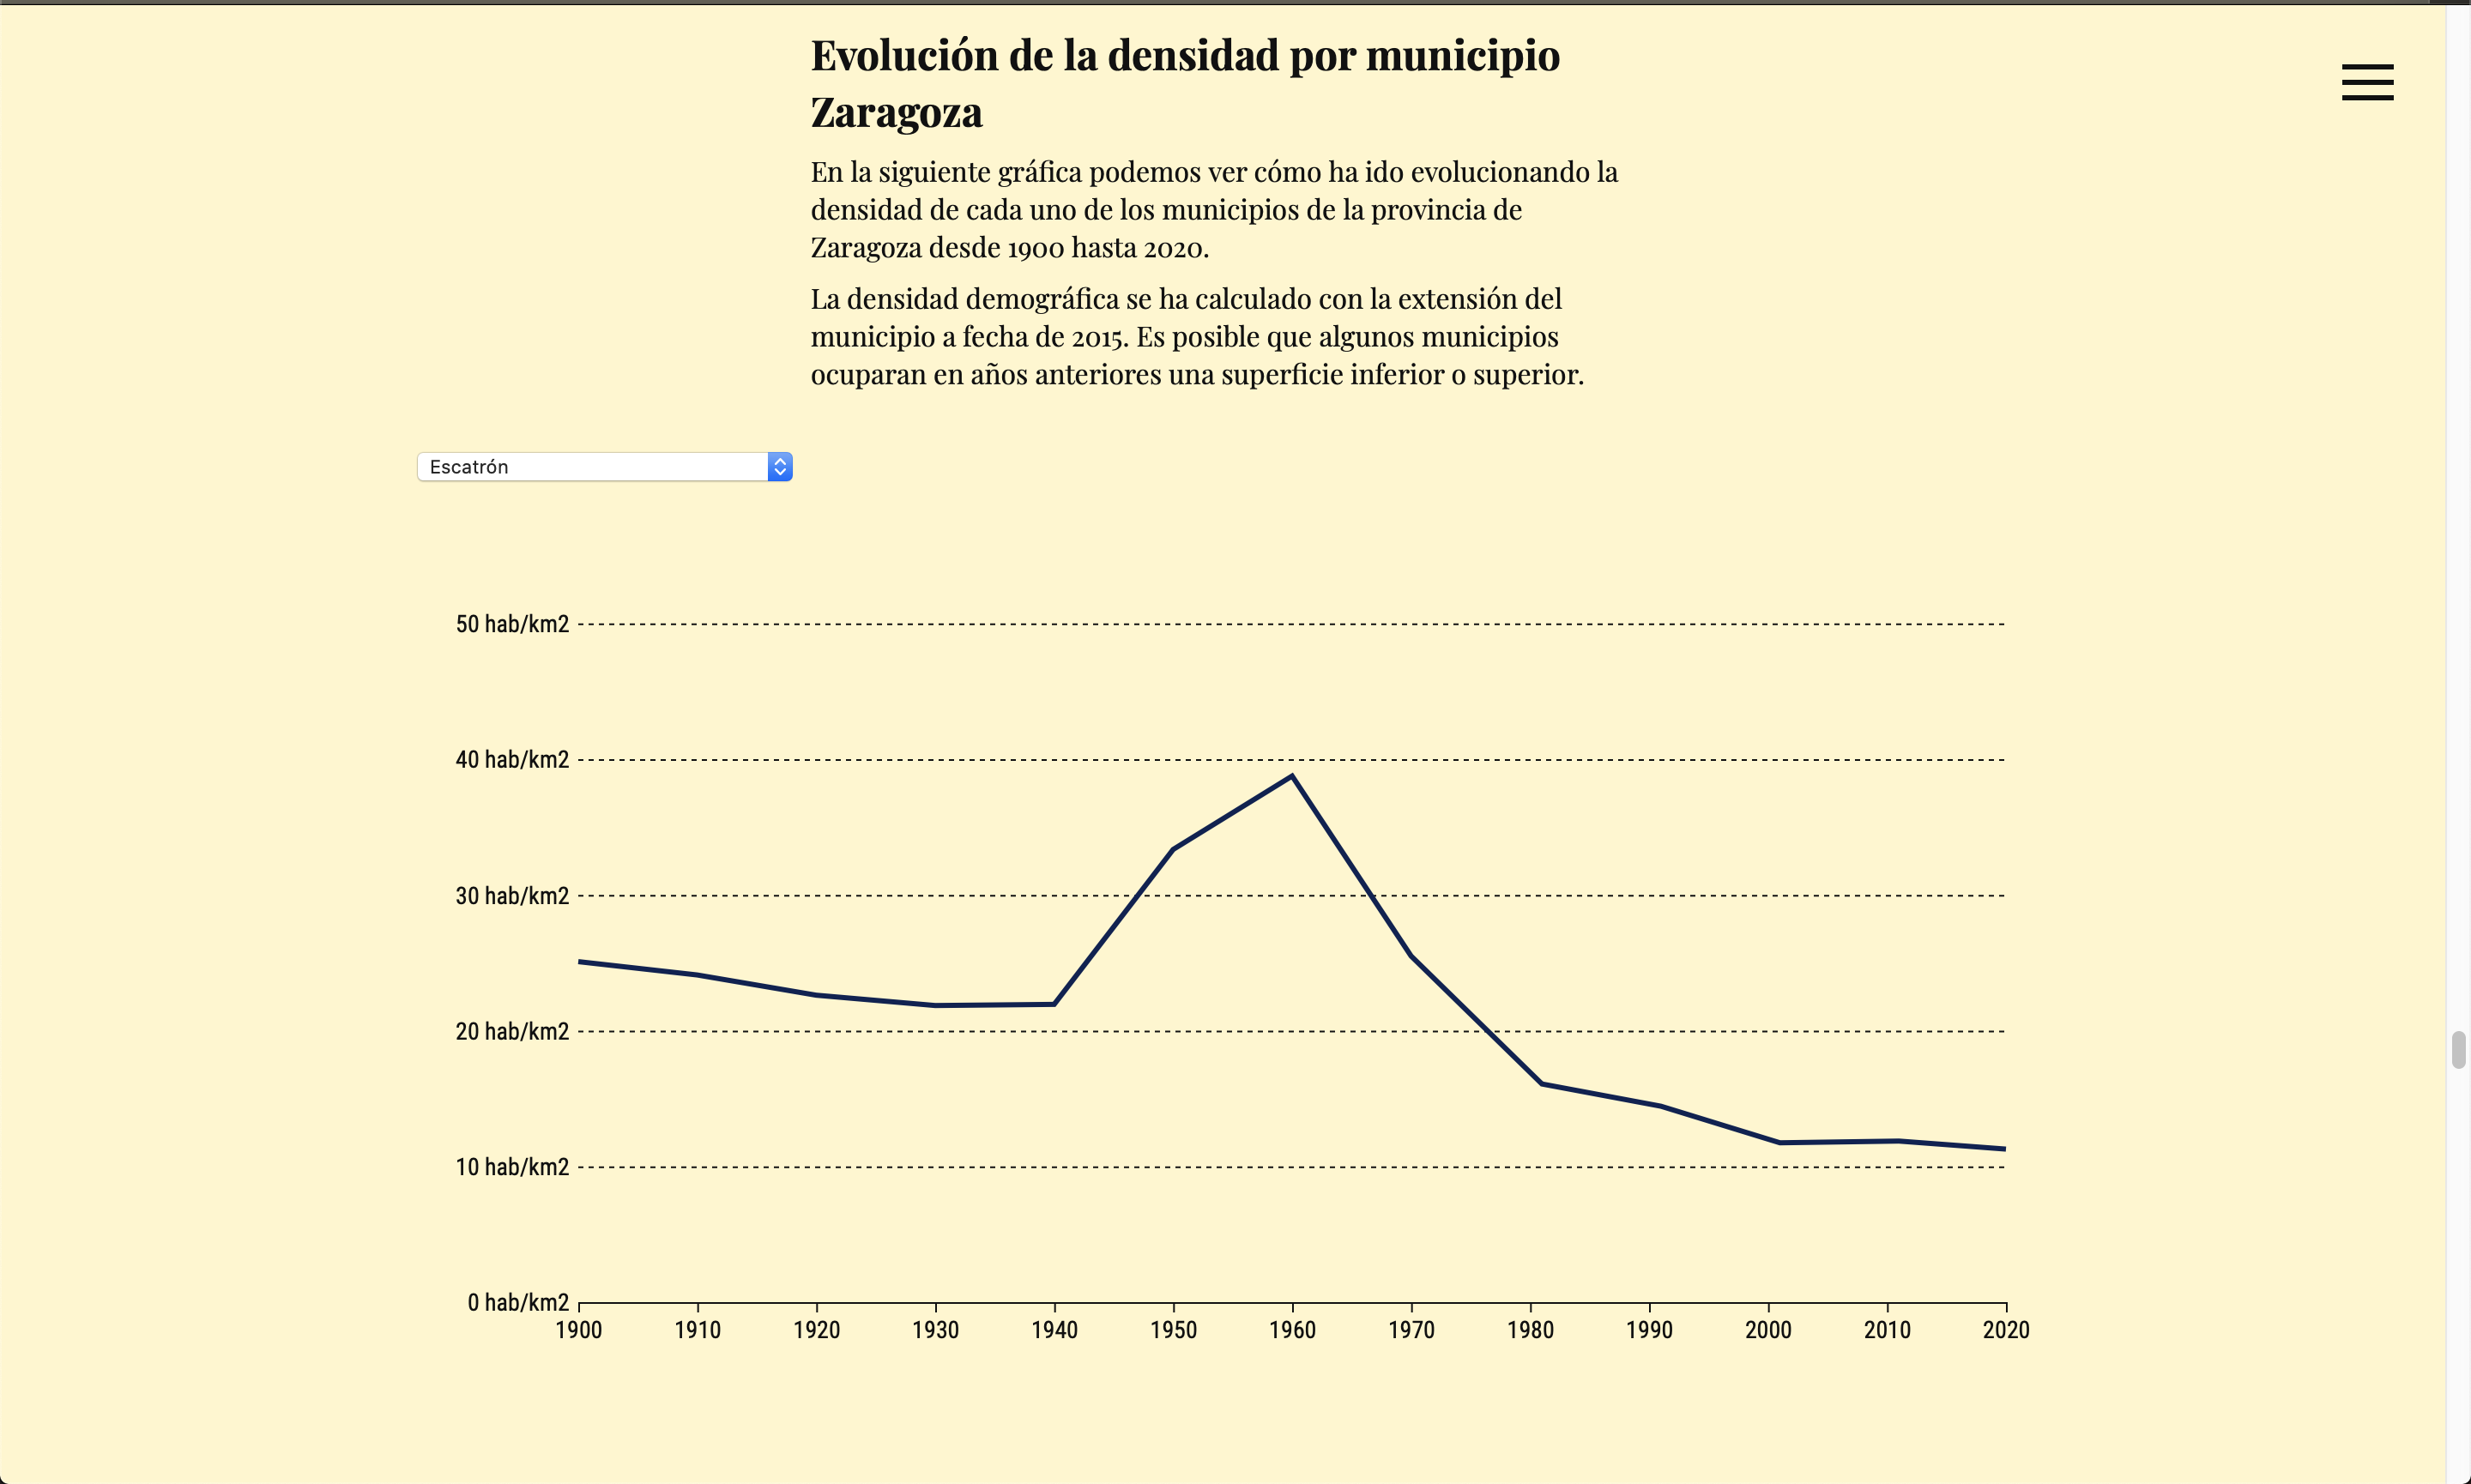 Evolución de la densidad por municipio
Zaragoza
En la siguiente gráfica podemos ver cómo ha ido evolucionando la
densidad de cada uno de los municipios de la provincia de
Zaragoza desde 1900 hasta 2020.
La densidad demográfica se ha calculado con la extensión del
municipio a fecha de 2015. Es posible que algunos municipios
ocuparan en años anteriores una superficie inferior o superior.
Escatrón
50 hab/km2
40 hab/km2
30 hab/km2
20 hab/km2
10 hab/km2
0 hab/km2
1900 1910 1920 1930 1940 1950 1960 1970 1980 1990 2000 2010 2020